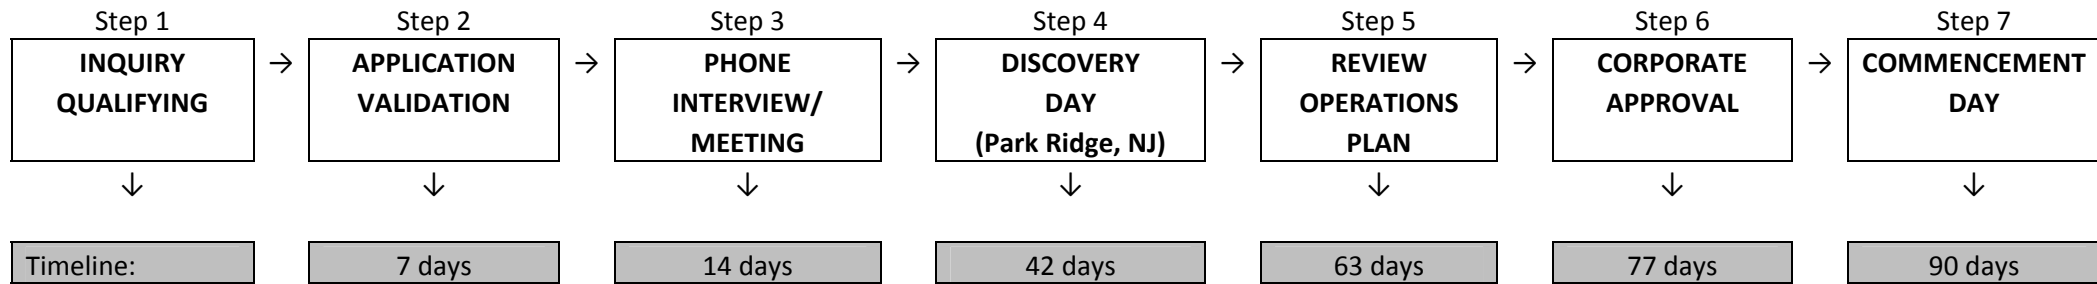 Step 1 Step 2 Step 3 Step 4 Step 5 Step 6 Step 7
INQUIRY → APPLICATION → PHONE → DISCOVERY → REVIEW → CORPORATE → COMMENCEMENT
QUALIFYING VALIDATION INTERVIEW/ DAY OPERATIONS APPROVAL DAY
MEETING (Park Ridge, NJ) PLAN
↓ ↓ ↓ ↓ ↓ ↓ ↓
Timeline: 7 days 14 days 42 days 63 days 77 days 90 days